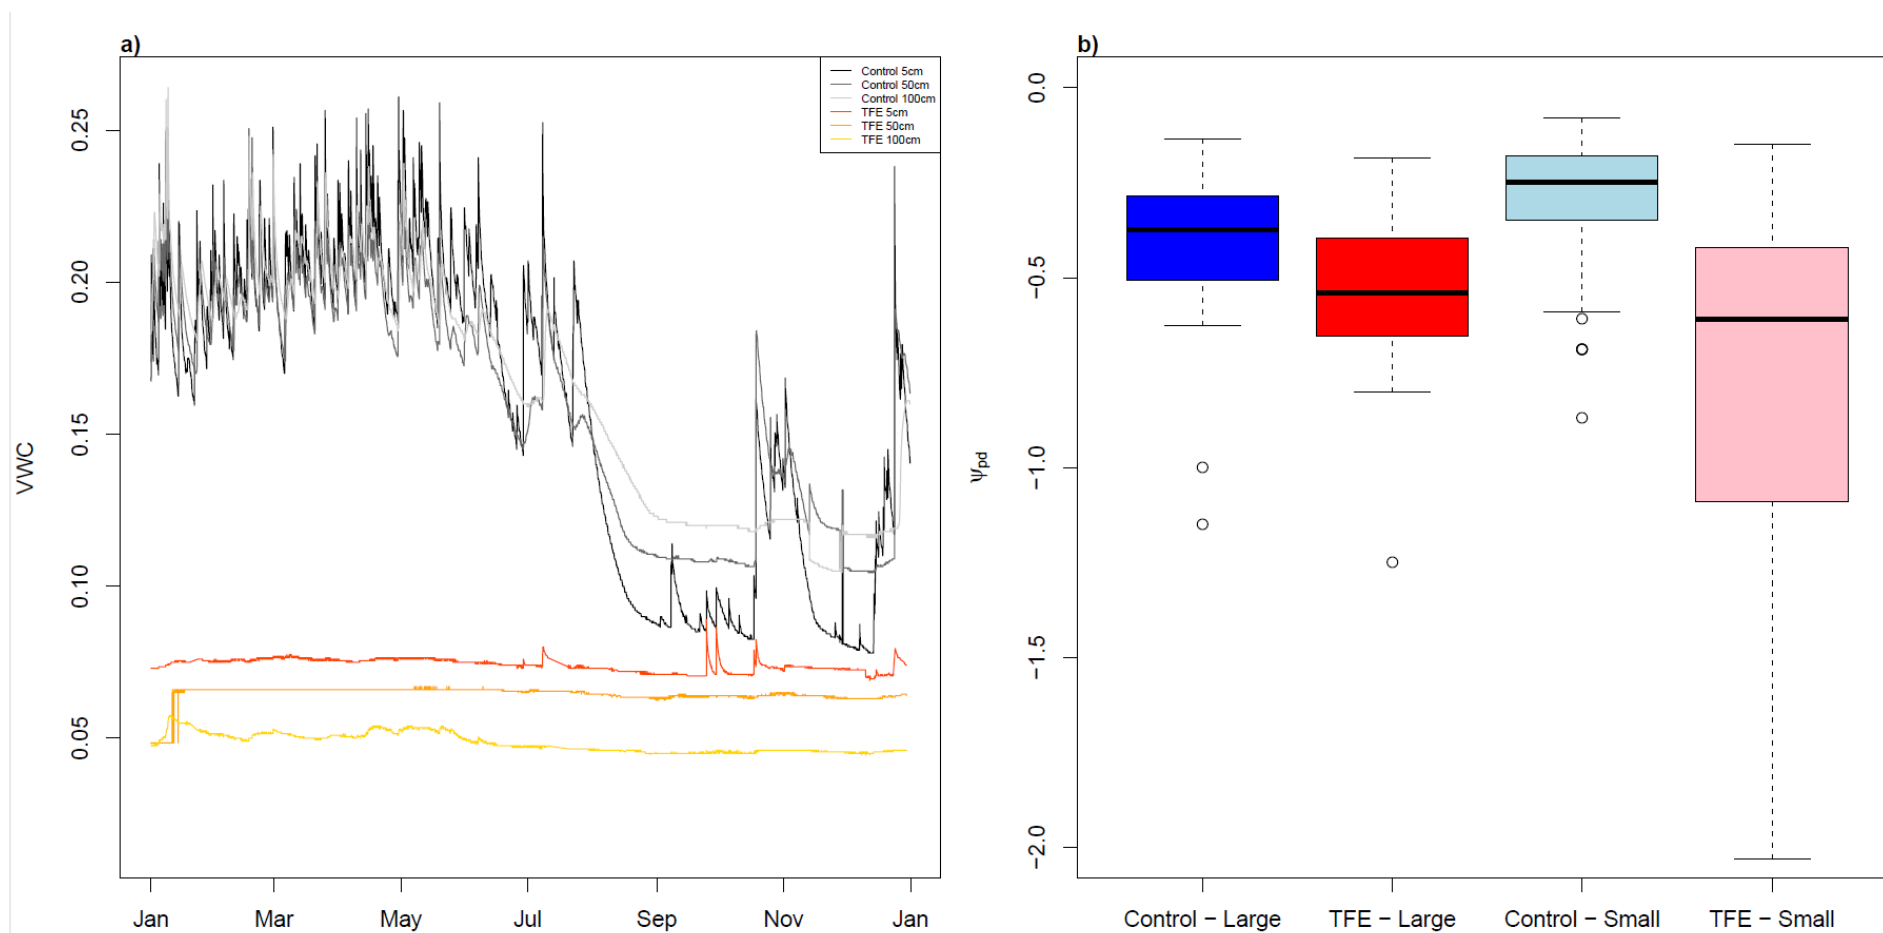 a)
Control 5cm
Control 50cm
Control 100cm
TFE 5cm
TFE 50cm
TFE 100cm
VWC
0.25
0.20
0.15
0.10
0.05
Jan Mar May Jul Sep Nov Jan
b)
Ψpd
0.0
−0.5
−1.0
−1.5
−2.0
Control − Large TFE − Large Control − Small TFE − Small